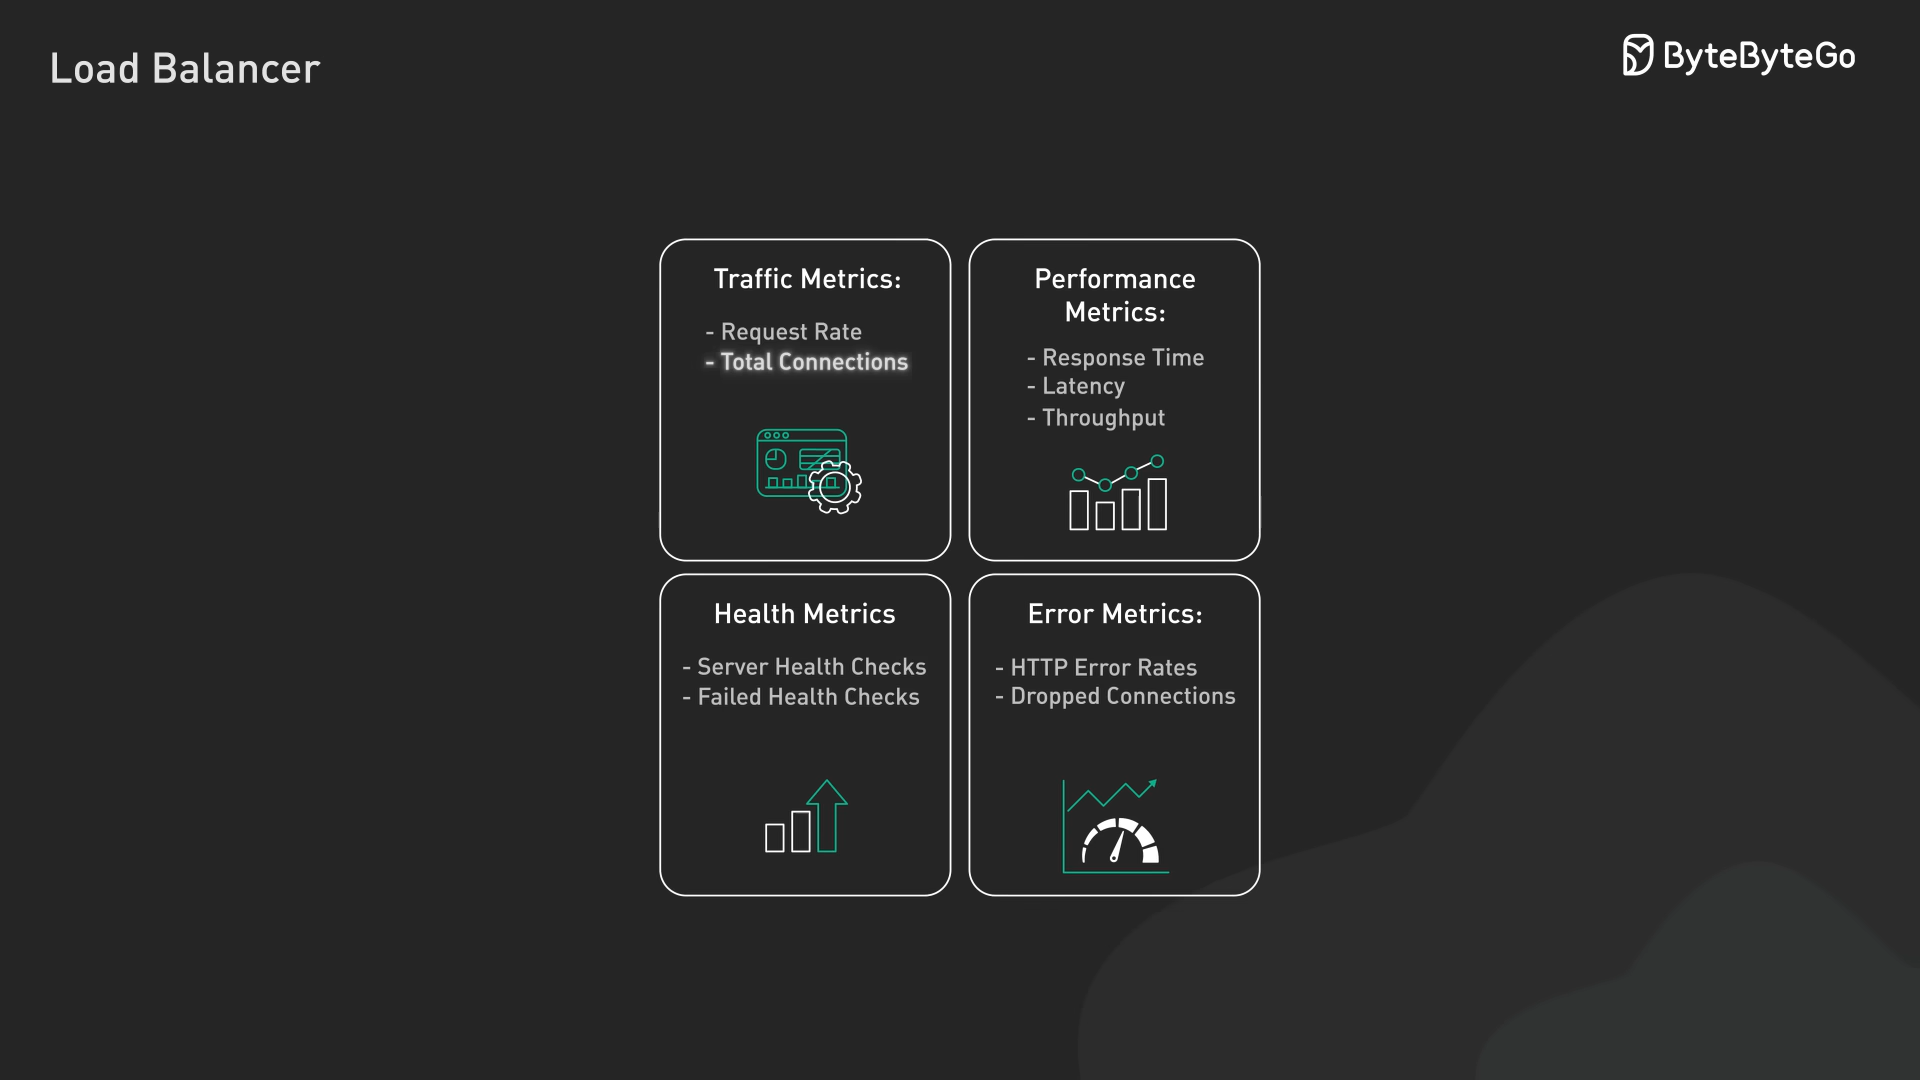 Load Balancer
ByteByteGo
Traffic Metrics:
- Request Rate
- Total Connections
Performance
Metrics:
- Response Time
- Latency
- Throughput
Health Metrics
- Server Health Checks
- Failed Health Checks
Error Metrics:
- HTTP Error Rates
- Dropped Connections